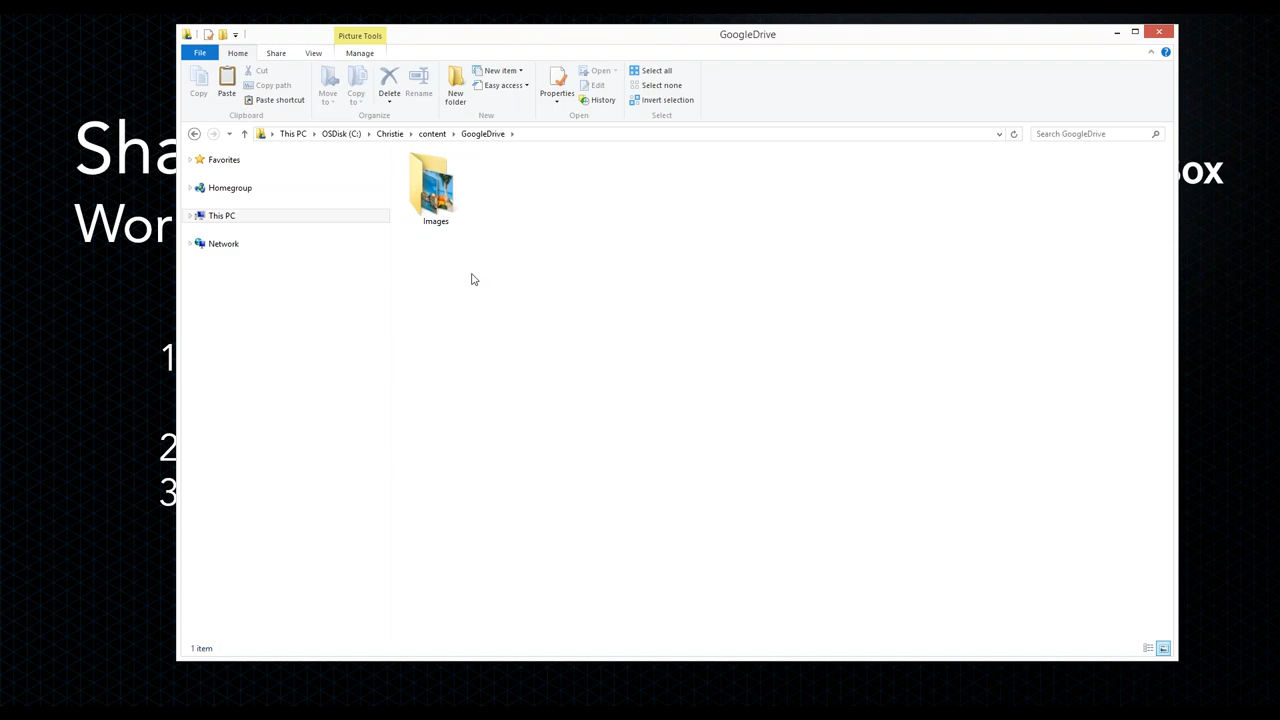 Picture Tools
GoogleDrive
File
Home
Share
View
Manage
Copy
Paste
Cut
Copy path
Paste shortcut
Clipboard
Move to
Copy to
Delete
Rename
Organize
New folder
New item
Easy access
New
Properties
Open
Edit
History
Open
Select all
Select none
Invert selection
Select
This PC
OSDisk (C:)
Christie
content
GoogleDrive
Search GoogleDrive
Favorites
Homegroup
This PC
Network
Images
1 item
Sha
Wor
1
2
3
ox